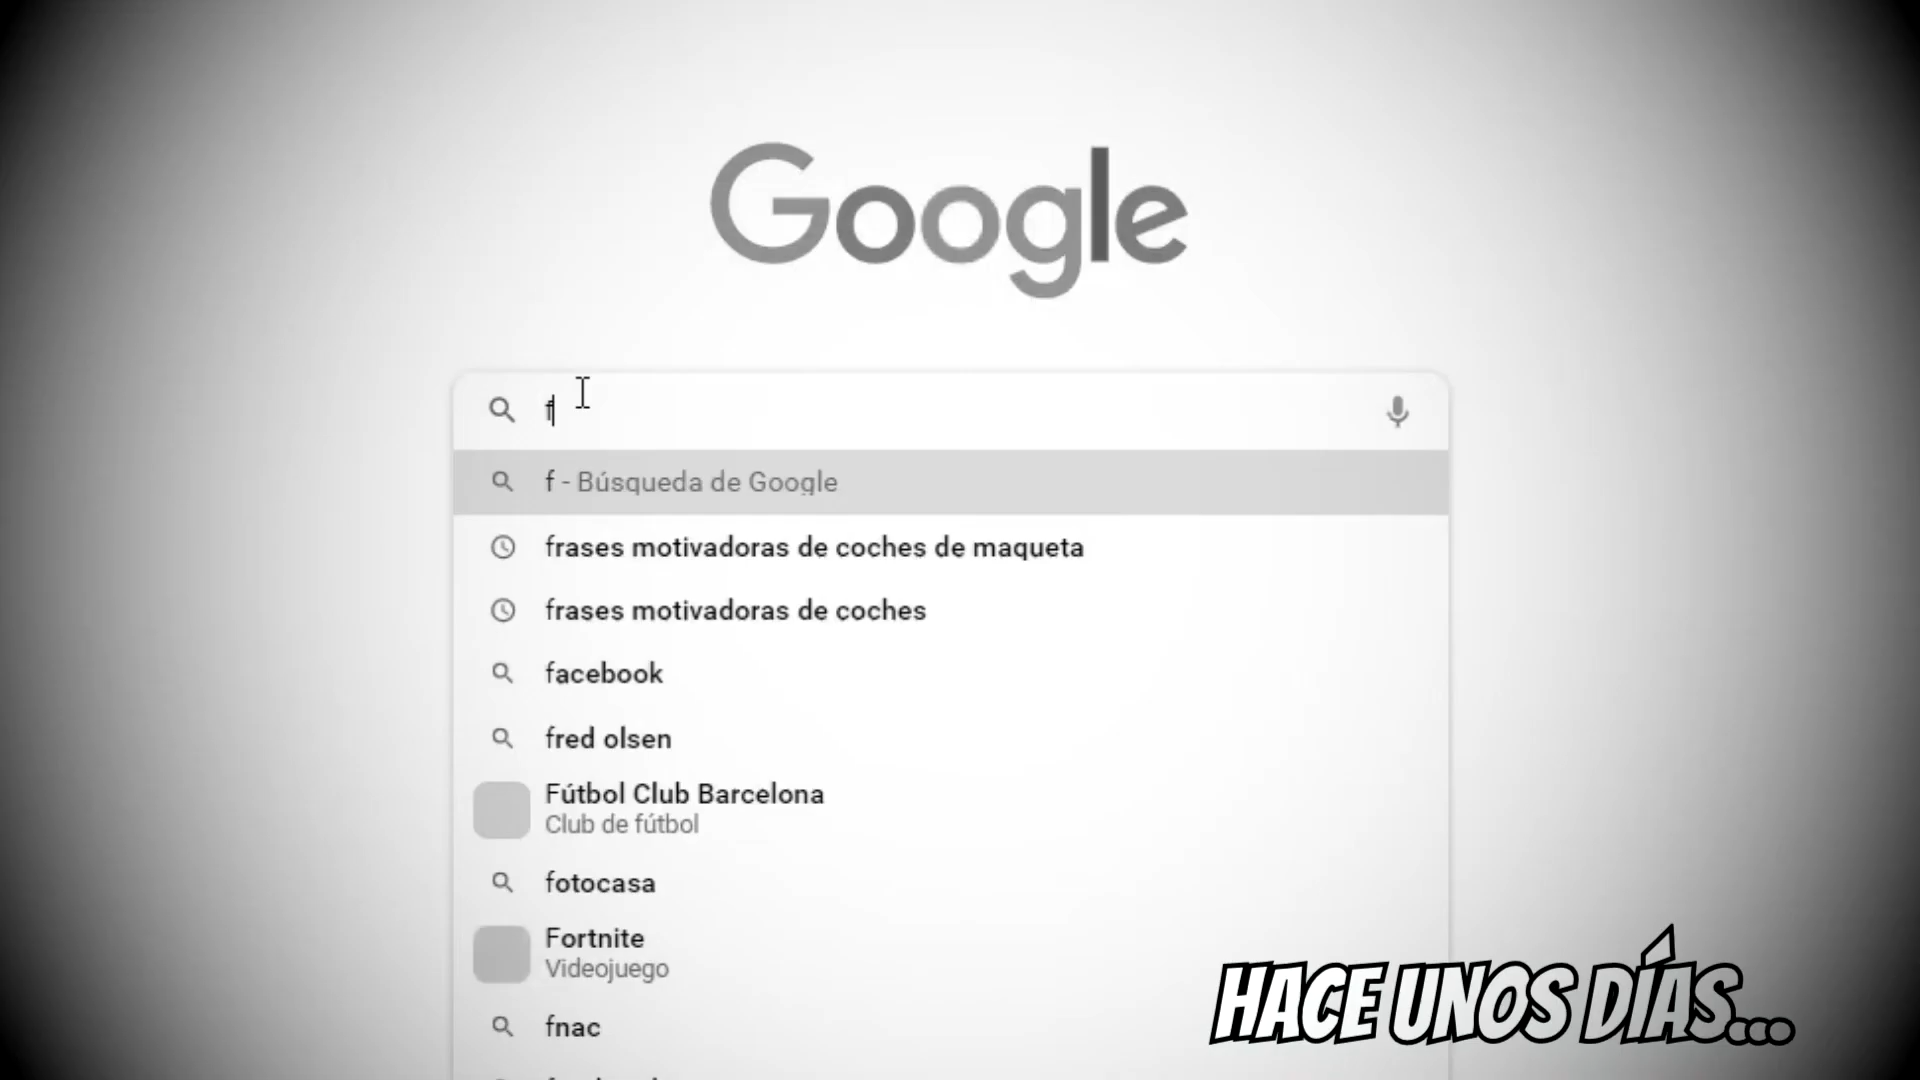 Google
f
f - Búsqueda de Google
frases motivadoras de coches de maqueta
frases motivadoras de coches
facebook
fred olsen
Fútbol Club Barcelona
Club de fútbol
fotocasa
Fortnite
Videojuego
fnac
HACE UNOS DÍAS...